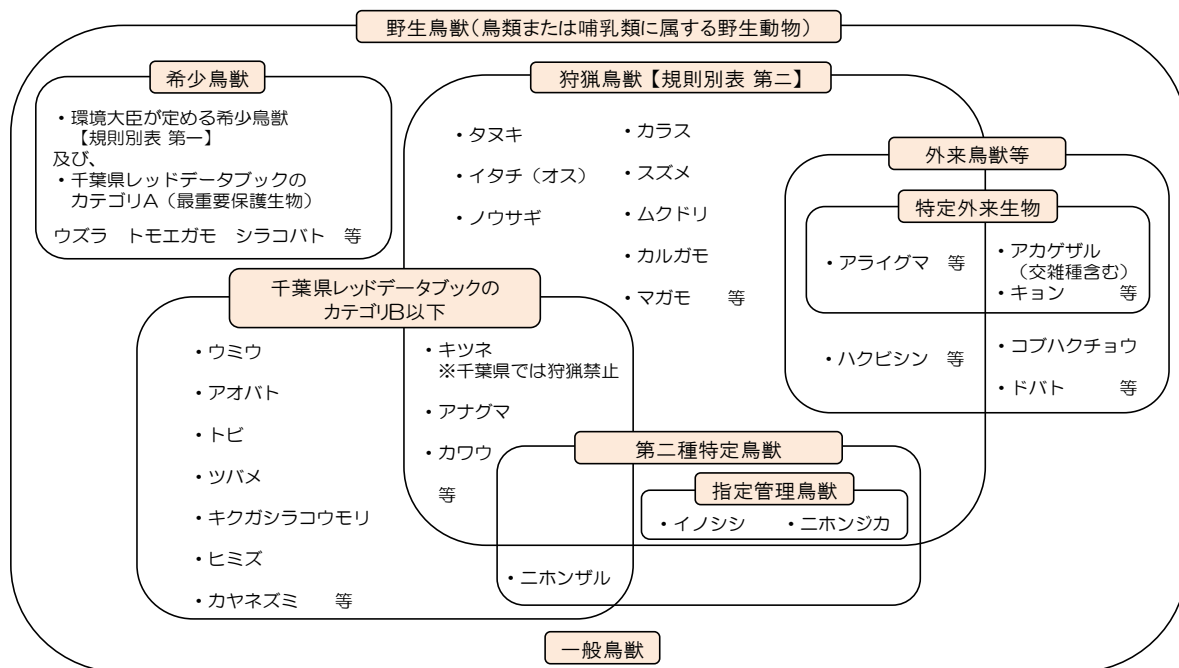 野生鳥獣(鳥類または哺乳類に属する野生動物)
希少鳥獣
・環境大臣が定める希少鳥獣
【規則別表 第一】
及び、
・千葉県レッドデータブックの
カテゴリA(最重要保護生物)
ウズラ トモエガモ シラコバト 等
狩猟鳥獣【規則別表 第二】
・タヌキ
・イタチ(オス)
・ノウサギ
・カラス
・スズメ
・ムクドリ
・カルガモ
・マガモ 等
外来鳥獣等
特定外来生物
・アライグマ 等
・アカゲザル
(交雑種含む)
・キョン 等
・ハクビシン 等
・コブハクチョウ
・ドバト 等
千葉県レッドデータブックの
カテゴリB以下
・ウミウ
・アオバト
・トビ
・ツバメ
・キクガシラコウモリ
・ヒミズ
・カヤネズミ 等
・キツネ
※千葉県では狩猟禁止
・アナグマ
・カワウ
等
第二種特定鳥獣
指定管理鳥獣
・イノシシ ・ニホンジカ
・ニホンザル
一般鳥獣